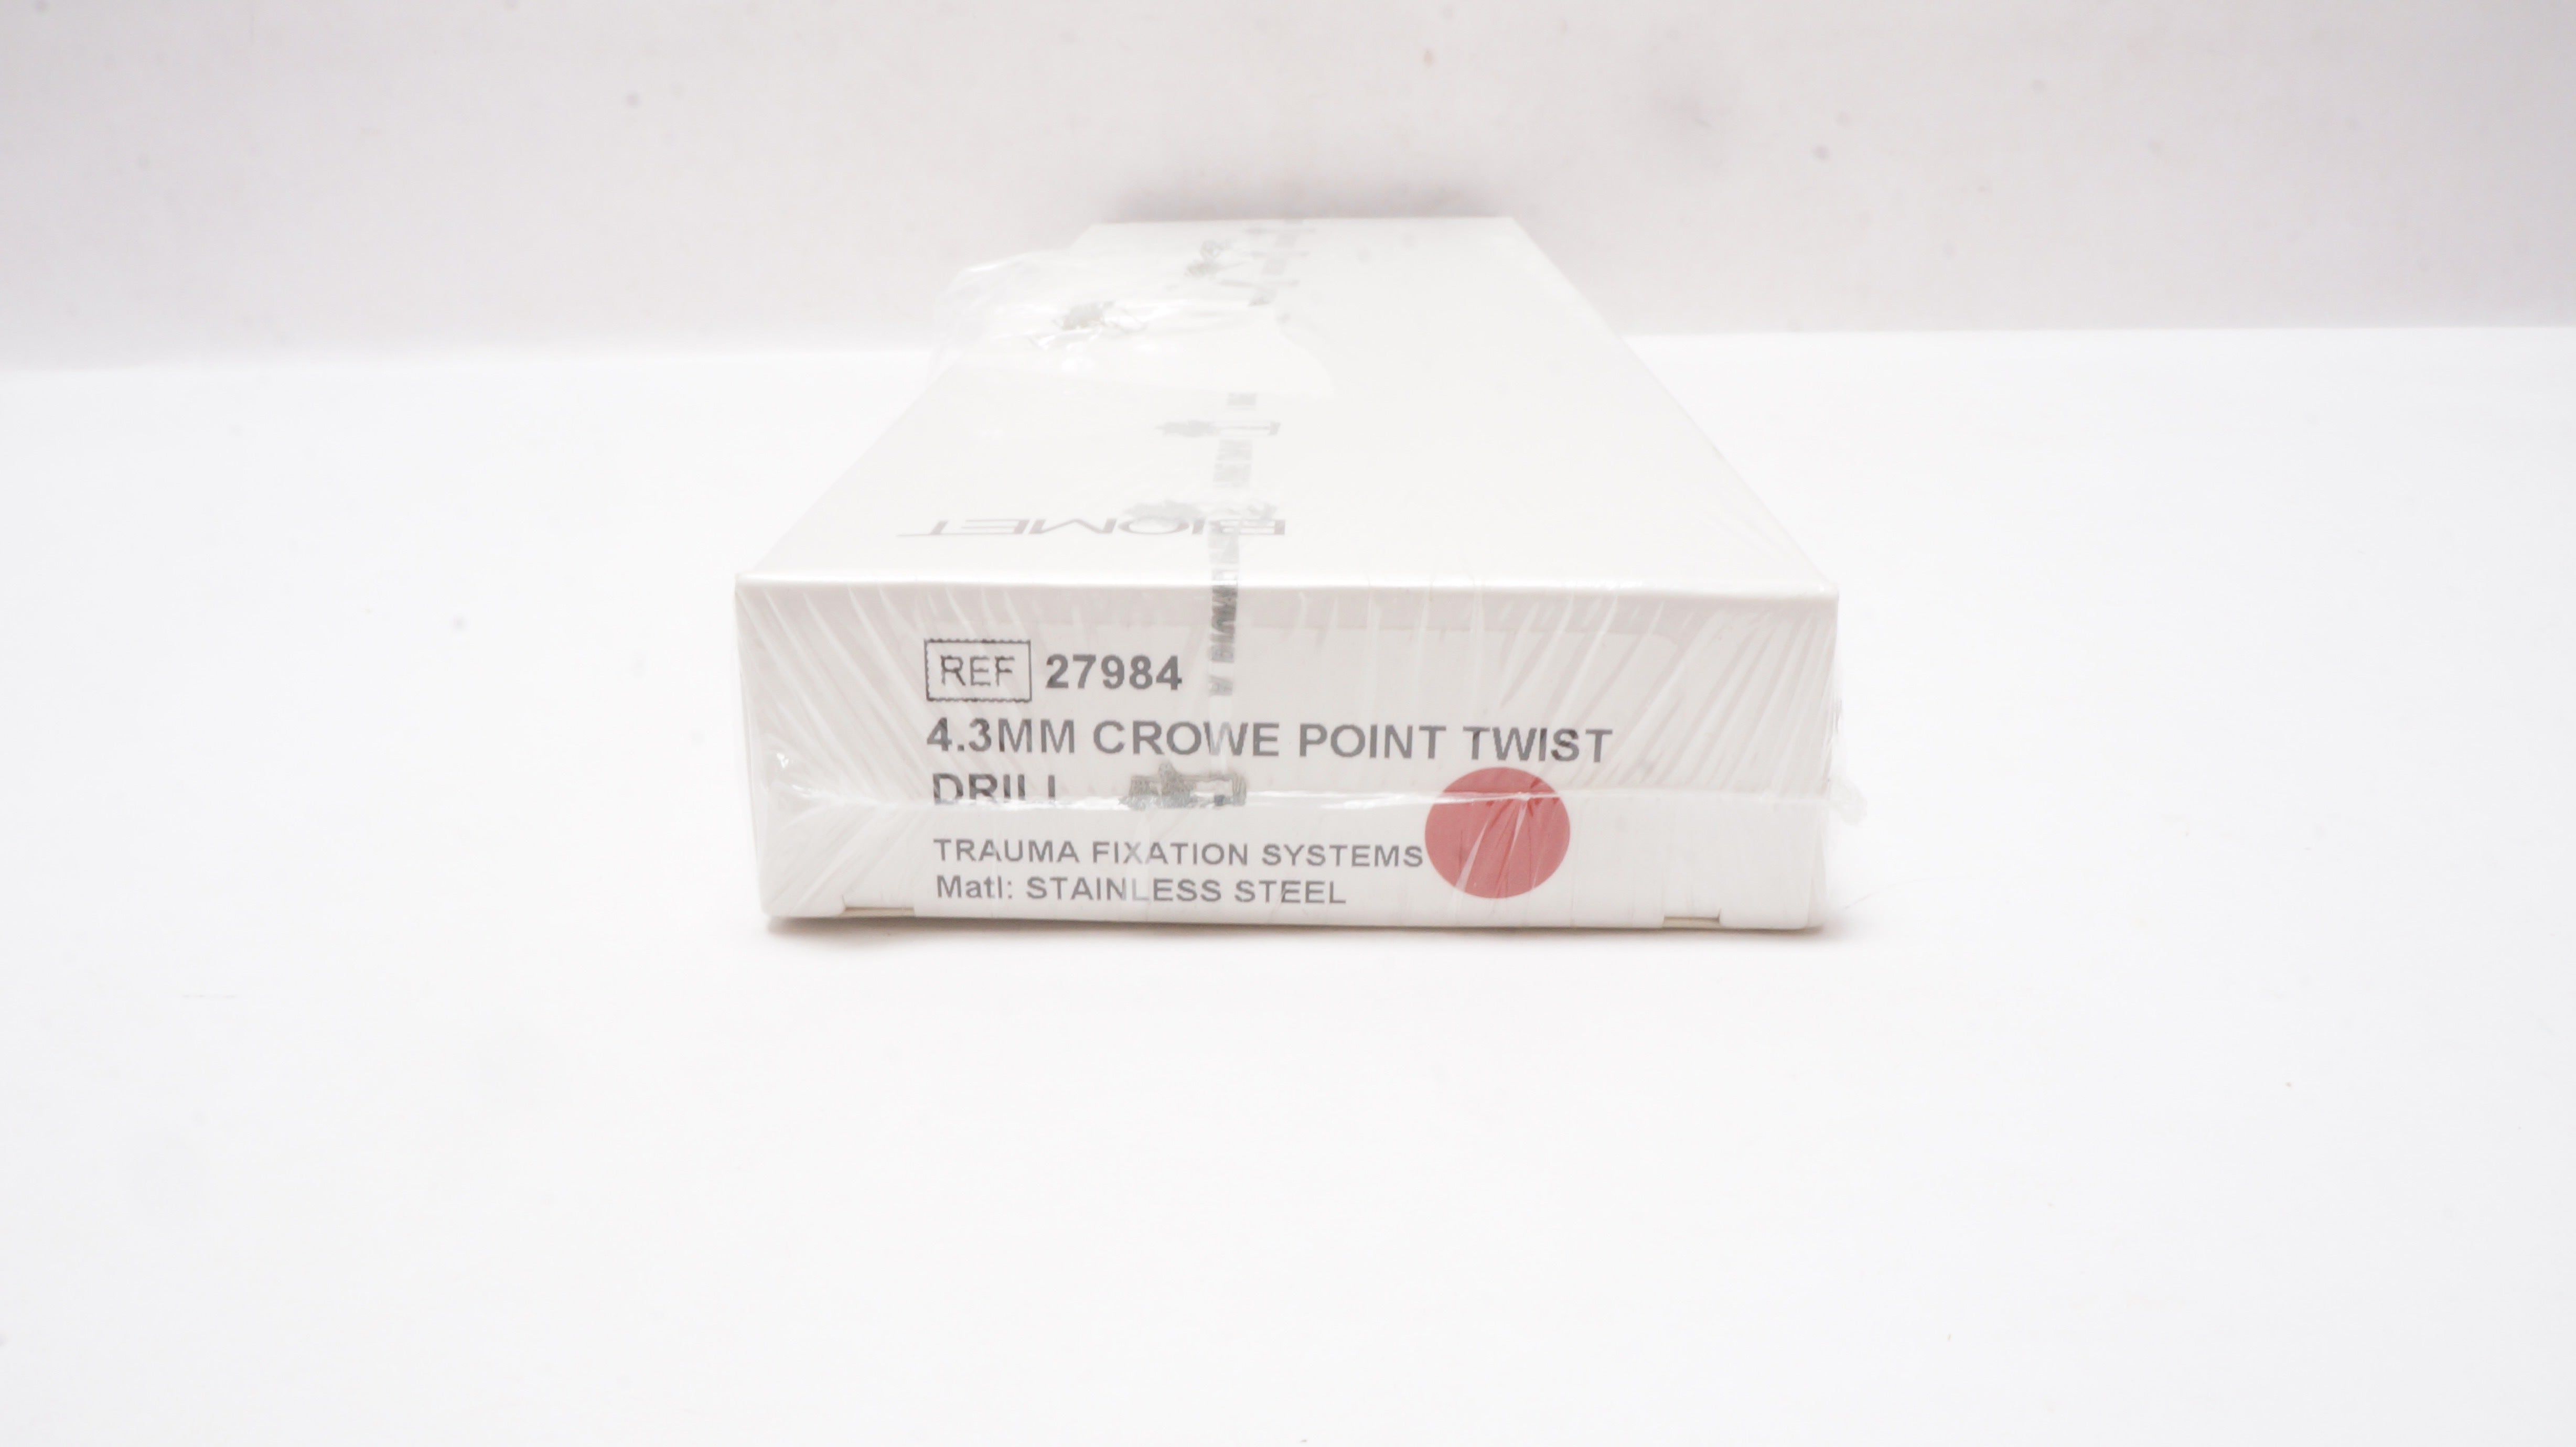 BIOMET
REF 27984
4.3MM CROWE POINT TWIST
DRILL
TRAUMA FIXATION SYSTEMS
Matl: STAINLESS STEEL